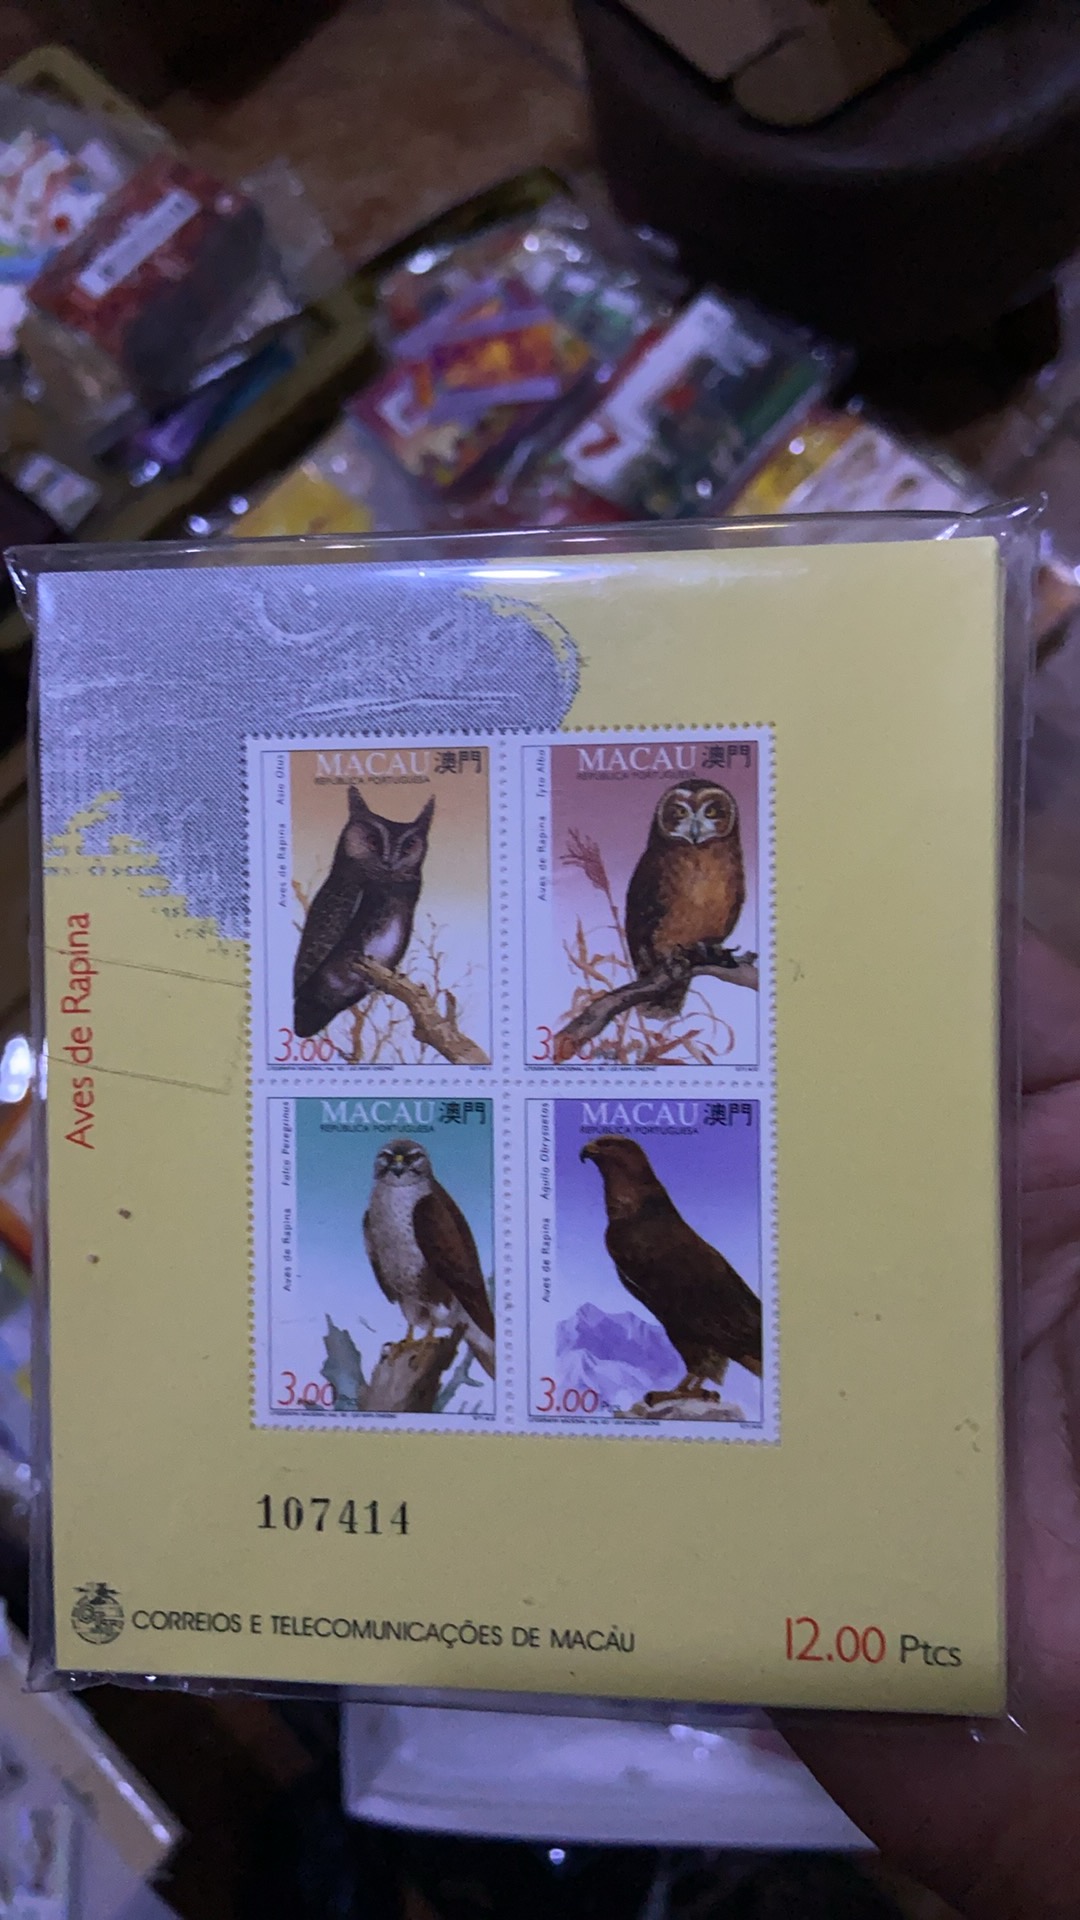 Aves de Rapina
MACAU 澳門
REPÚBLICA PORTUGUESA
Aves de Rapina Asio Otus
3.00
MACAU 澳門
REPÚBLICA PORTUGUESA
Aves de Rapina Tyto Alba
3.00
MACAU 澳門
REPÚBLICA PORTUGUESA
Aves de Rapina Falco Peregrinus
3.00
MACAU 澳門
REPÚBLICA PORTUGUESA
Aves de Rapina Aquila Obrysaetos
3.00 Ptcs
107414
CORREIOS E TELECOMUNICAÇÕES DE MACAU
12.00 Ptcs